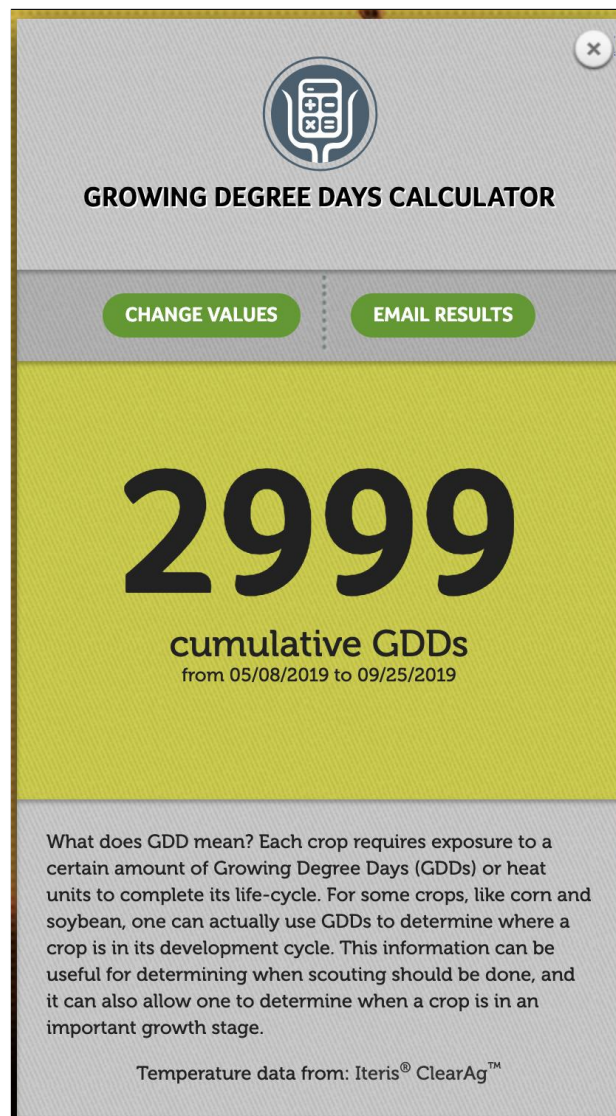 GROWING DEGREE DAYS CALCULATOR
CHANGE VALUES
EMAIL RESULTS
2999
cumulative GDDs
from 05/08/2019 to 09/25/2019
What does GDD mean? Each crop requires exposure to a
certain amount of Growing Degree Days (GDDs) or heat
units to complete its life-cycle. For some crops, like corn and
soybean, one can actually use GDDs to determine where a
crop is in its development cycle. This information can be
useful for determining when scouting should be done, and
it can also allow one to determine when a crop is in an
important growth stage.
Temperature data from: Iteris® ClearAg™